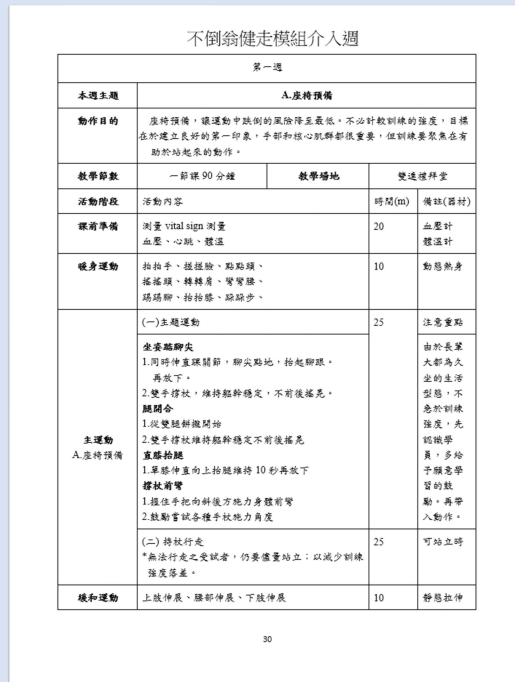 不倒翁健走模組介入週
第一週
本週主題 A.座椅預備
動作目的 座椅預備，讓運動中跌倒的風險降至最低。不必計較訓練的強度，目標
在於建立良好的第一印象，手部和核心肌群都很重要，但訓練要聚焦在有
助於站起來的動作。
教學節數 一節課 90 分鐘 教學場地 雙連禮拜堂
活動階段 活動內容 時間(m) 備註(器材)
課前準備 測量 vital sign 測量 20 血壓計
血壓、心跳、體溫 體溫計
暖身運動 抬抬手、搓搓臉、點點頭、 10 動態熱身
搖搖頭、轉轉肩、彎彎腰、
踢踢腳、抬抬膝、跺跺步、
主運動
A.座椅預備
(一)主題運動 25 注意重點
坐姿踮腳尖
1.同時伸直踝關節，腳尖點地，抬起腳跟。
再放下。
2.雙手撐杖，維持軀幹穩定，不前後搖晃。
腿開合
1.從雙腿併攏開始
2.雙手撐杖維持軀幹穩定不前後搖晃
直膝抬腿
1.單膝伸直向上抬腿維持 10 秒再放下
撐杖前彎
1.握住手把向斜後方施力身體前彎
2.鼓勵嘗試各種手杖施力角度
由於長輩
大都為久
坐的生活
型態，不
急於訓練
強度，先
認識學
員，多給
予願意學
習的鼓
勵。再帶
入動作。
(二) 持杖行走 25 可站立時
*無法行走之受試者，仍要儘量站立；以減少訓練
強度落差。
緩和運動 上肢伸展、腰部伸展、下肢伸展 10 靜態拉伸
30